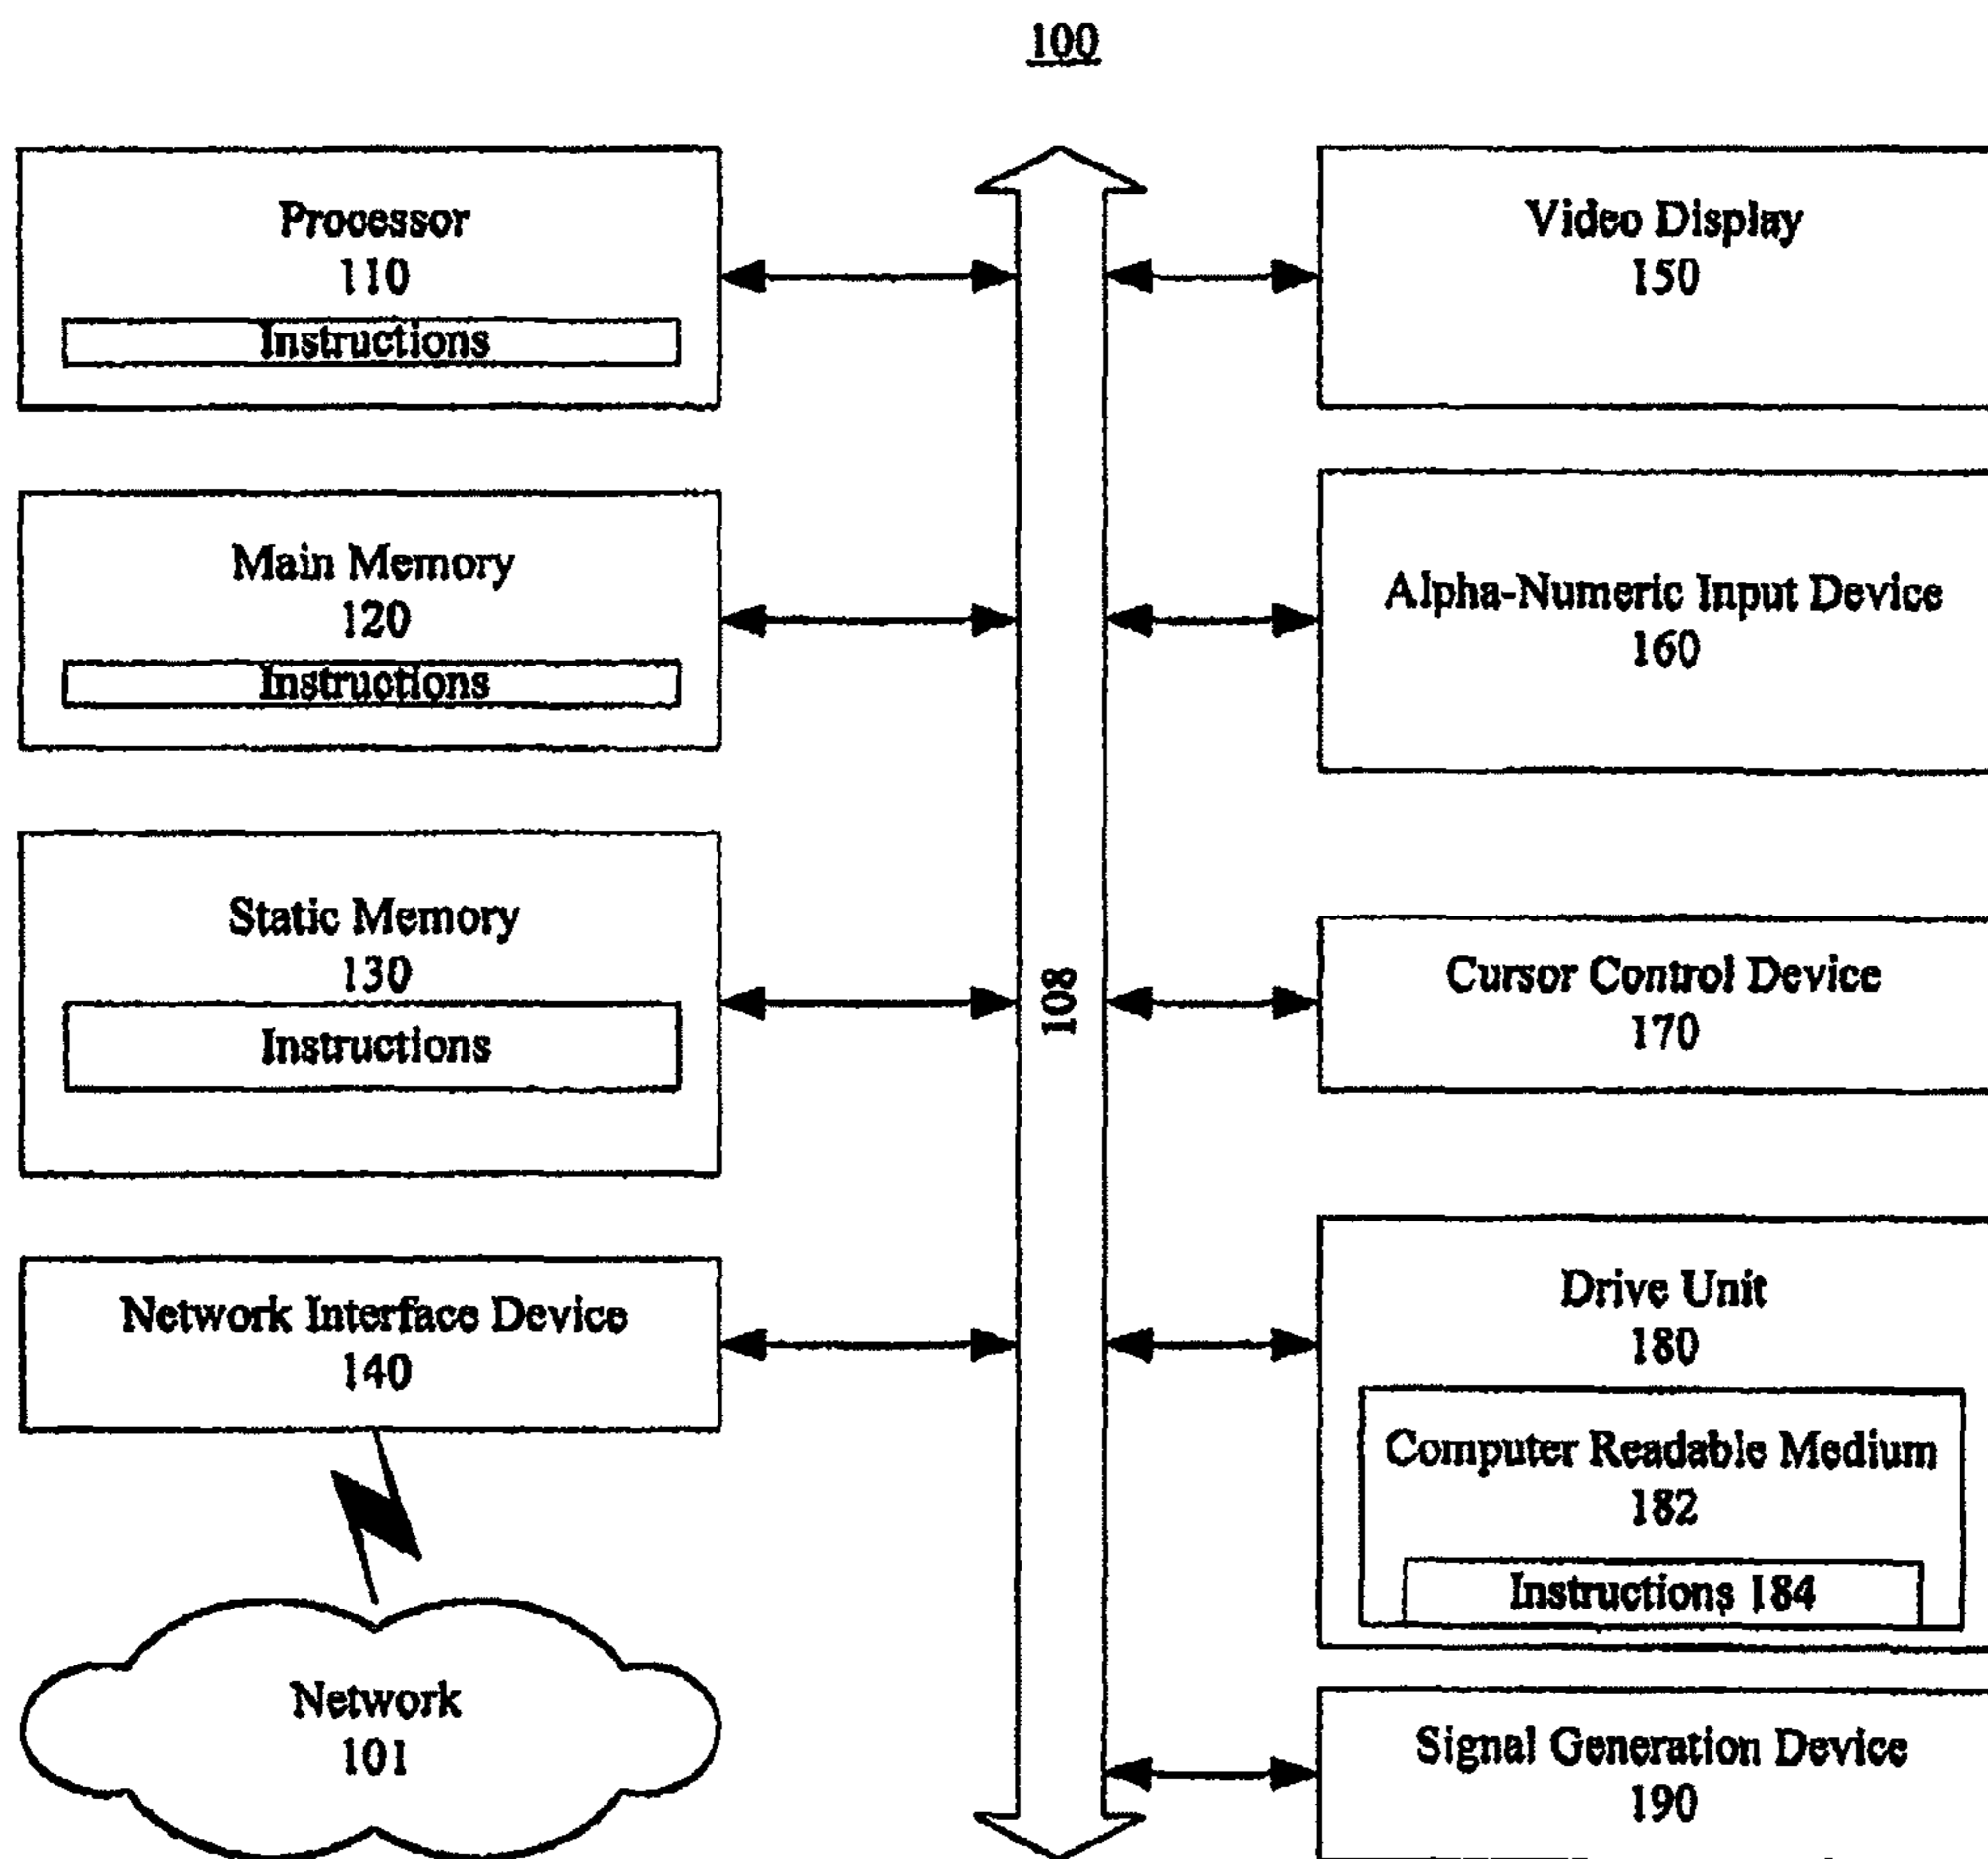 100
Processor
110
Instructions
Main Memory
120
Instructions
Static Memory
130
Instructions
Network Interface Device
140
Network
101
108
Video Display
150
Alpha-Numeric Input Device
160
Cursor Control Device
170
Drive Unit
180
Computer Readable Medium
182
Instructions 184
Signal Generation Device
190